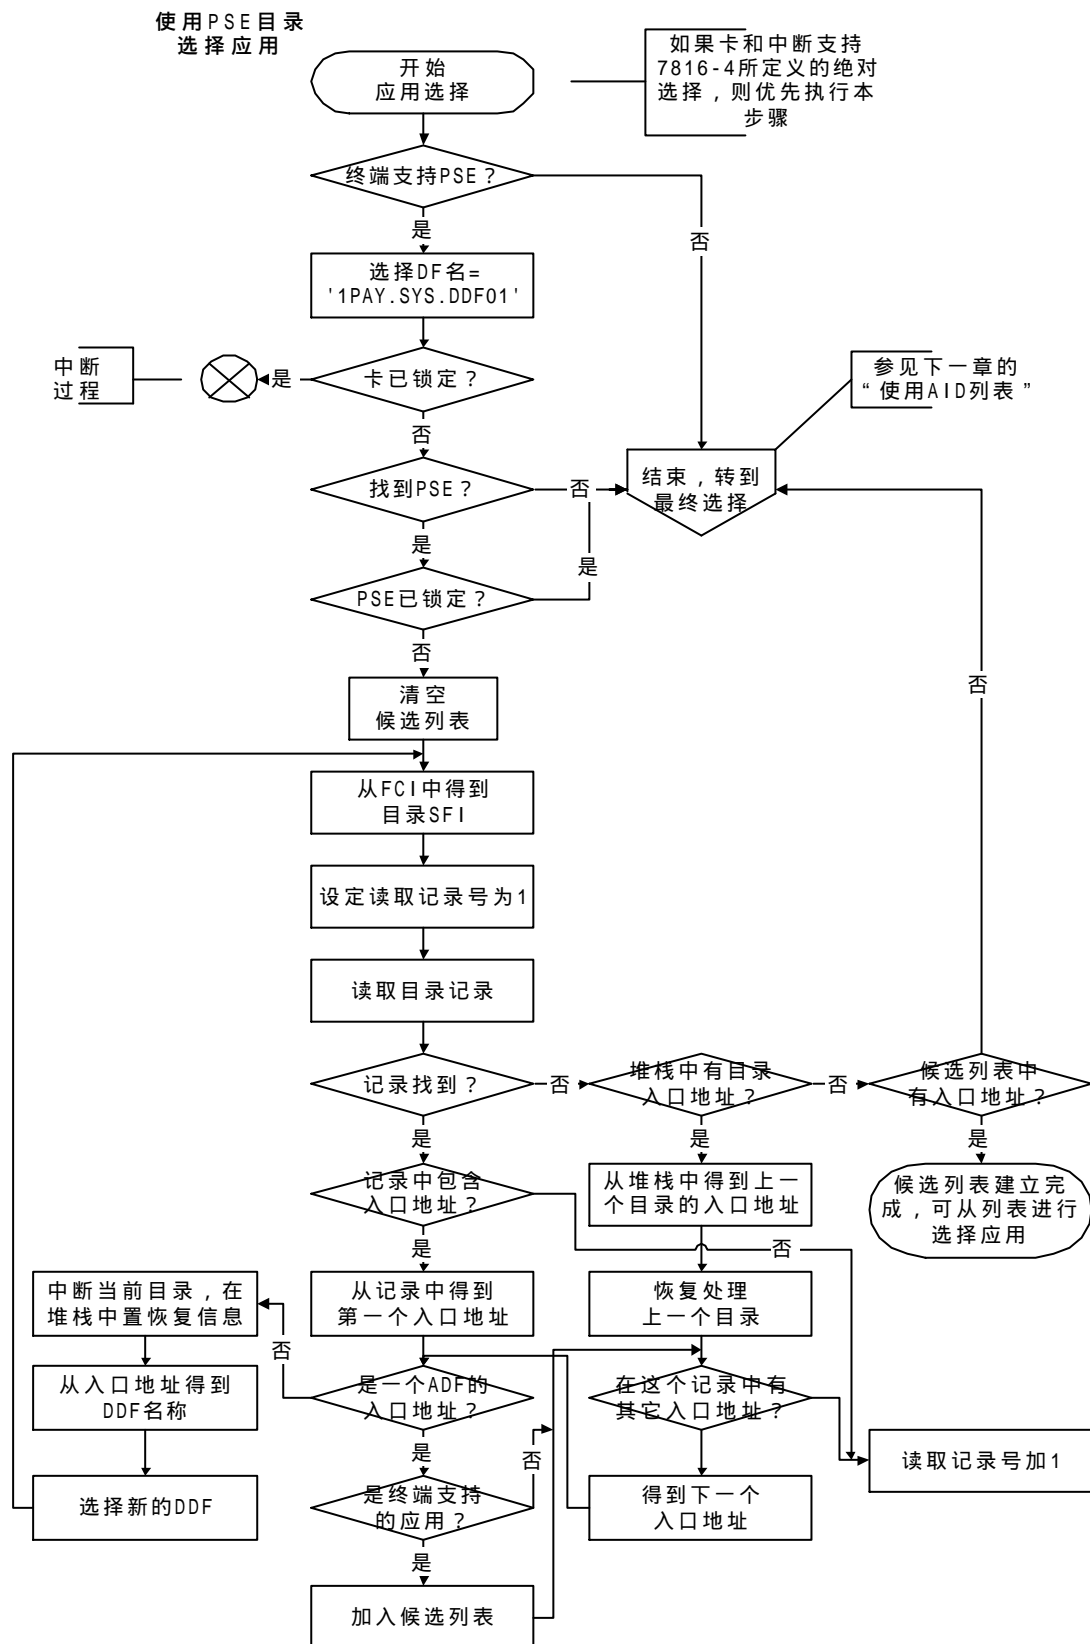 使用PSE目录
选择应用
开始
应用选择
如果卡和中断支持
7816-4所定义的绝对
选择，则优先执行本
步骤
终端支持PSE？
是
否
选择DF名=
'1PAY.SYS.DDF01'
中断
过程
是
卡已锁定？
参见下一章的
“使用AID列表”
否
找到PSE？
否
结束，转到
最终选择
是
是
PSE已锁定？
否
清空
候选列表
否
从FCI中得到
目录SFI
设定读取记录号为1
读取目录记录
记录找到？
否
堆栈中有目录
入口地址？
否
候选列表中
有入口地址？
是
是
是
记录中包含
入口地址？
从堆栈中得到上一
个目录的入口地址
候选列表建立完
成，可从列表进行
选择应用
是
否
中断当前目录，在
堆栈中置恢复信息
从记录中得到
第一个入口地址
恢复处理
上一个目录
否
从入口地址得到
DDF名称
是一个ADF的
入口地址？
在这个记录中有
其它入口地址？
是
否
读取记录号加1
选择新的DDF
是终端支持
的应用？
得到下一个
入口地址
是
加入候选列表